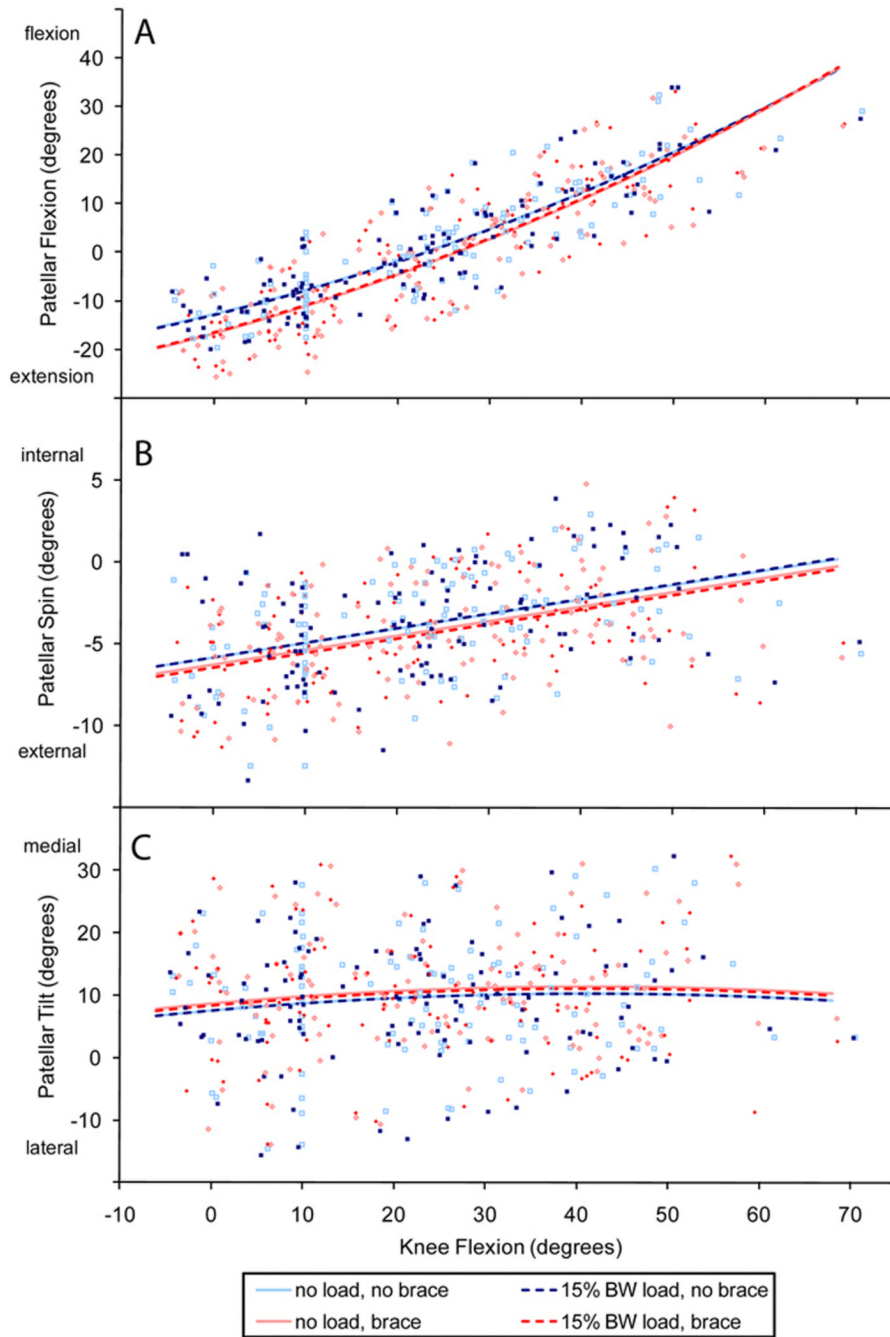 A
flexion
50
40
30
20
10
0
-10
-20
extension
Patellar Flexion (degrees)
B
internal
5
0
-5
-10
external
Patellar Spin (degrees)
C
medial
30
20
10
0
-10
lateral
Patellar Tilt (degrees)
-10 0 10 20 30 40 50 60 70
Knee Flexion (degrees)
no load, no brace 15% BW load, no brace
no load, brace 15% BW load, brace